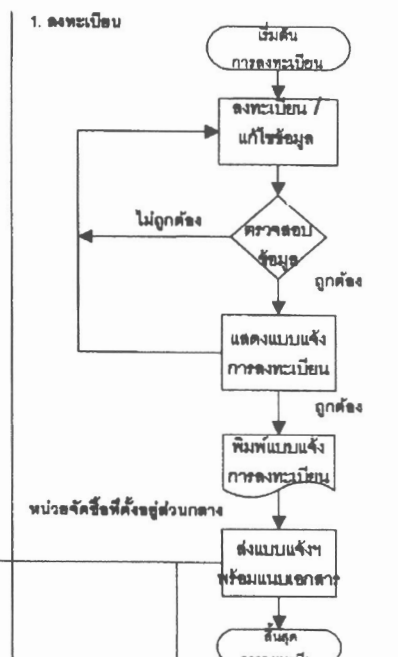 1. ลงทะเบียน
เริ่มต้น
การลงทะเบียน
ลงทะเบียน /
แก้ไขข้อมูล
ไม่ถูกต้อง
ตรวจสอบ
ข้อมูล
ถูกต้อง
แสดงแบบแจ้ง
การลงทะเบียน
ถูกต้อง
พิมพ์แบบแจ้ง
การลงทะเบียน
หน่วยจัดซื้อที่ตั้งอยู่ส่วนกลาง
ส่งแบบแจ้งฯ
พร้อมแนบเอกสาร
สิ้นสุด